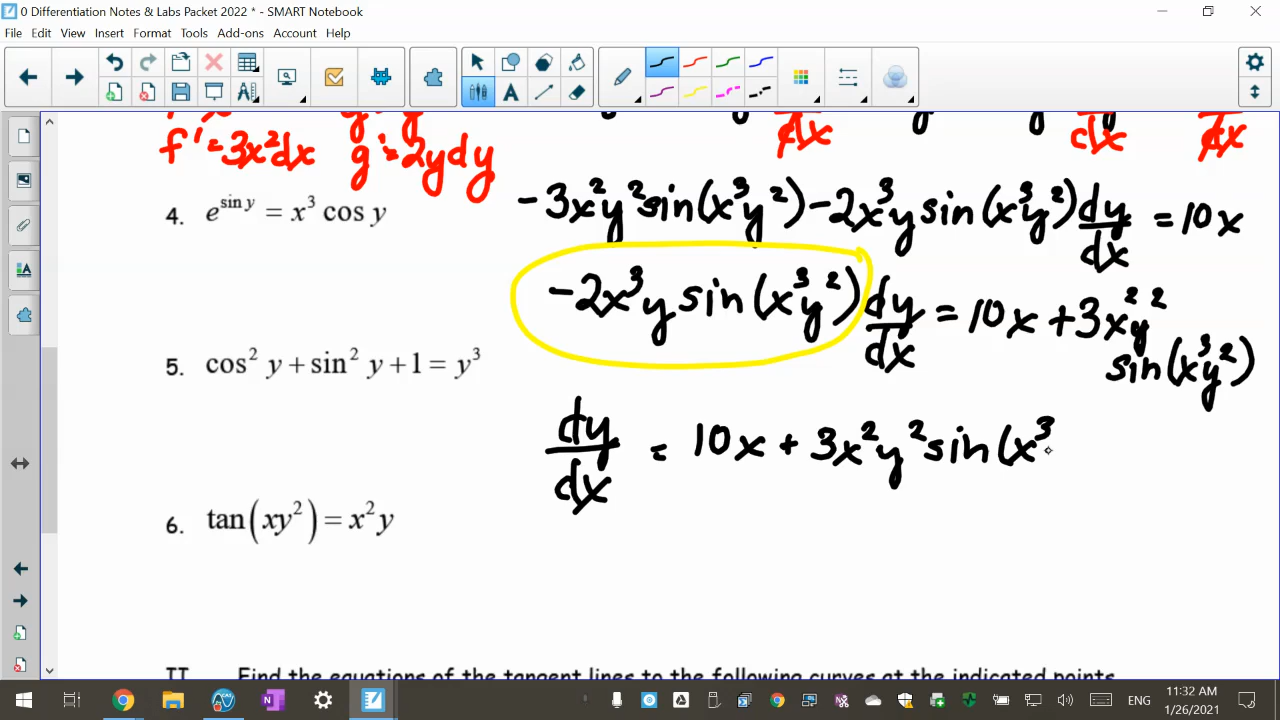 0 Differentiation Notes & Labs Packet 2022 * - SMART Notebook
File Edit View Insert Format Tools Add-ons Account Help
f' = 3x²dx g' = 2ydy
dx dx dx
-3x²y²sin(x³y²) - 2x³y sin(x³y²) dy/dx = 10x
4. e^(sin y) = x³ cos y
-2x³y sin(x³y²) dy/dx = 10x + 3x²y²
sin(x³y²)
5. cos² y + sin² y + 1 = y³
dy/dx = 10x + 3x²y² sin(x³
6. tan(xy²) = x²y
II. Find the equations of the tangent lines to the following curves at the indicated points.
ENG
11:32 AM
1/26/2021